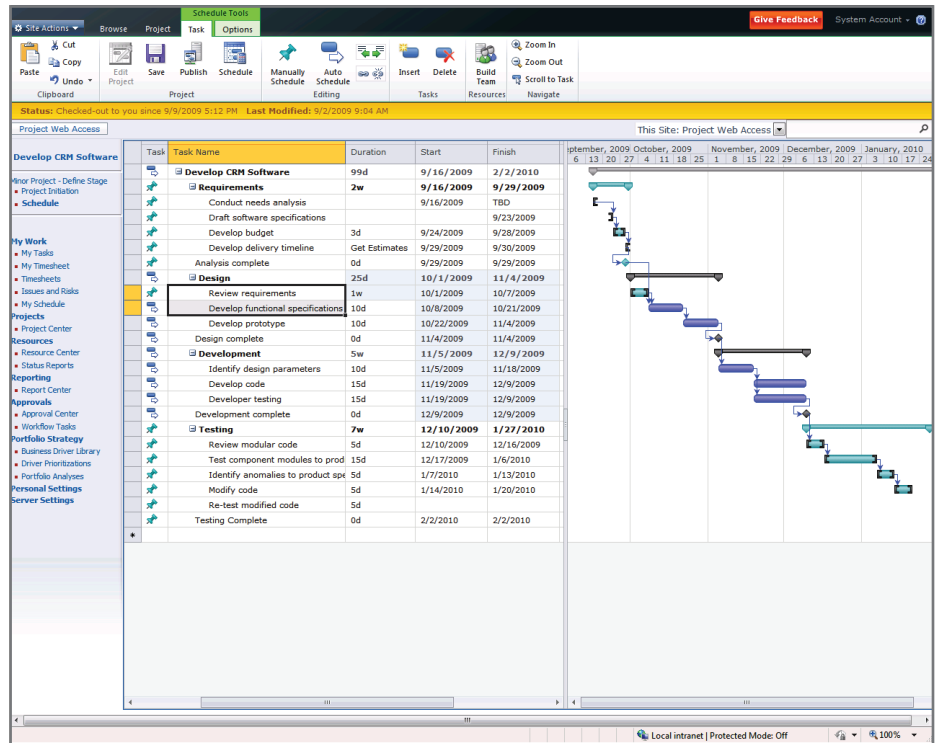 Schedule Tools
Site Actions Browse Project Task Options Give Feedback System Account
Cut
Copy
Paste Undo
Edit Project
Save
Publish
Schedule
Manually Schedule
Auto Schedule
Insert
Delete
Build Team
Zoom In
Zoom Out
Scroll to Task
Clipboard Project Editing Tasks Resources Navigate
Status: Checked-out to you since 9/9/2009 5:12 PM Last Modified: 9/2/2009 9:04 AM
Project Web Access This Site: Project Web Access
Develop CRM Software
Minor Project - Define Stage
Project Initiation
Schedule
My Work
My Tasks
My Timesheet
Timesheets
Issues and Risks
My Schedule
Projects
Project Center
Resources
Resource Center
Status Reports
Reporting
Report Center
Approvals
Approval Center
Workflow Tasks
Portfolio Strategy
Business Driver Library
Driver Prioritizations
Portfolio Analyses
Personal Settings
Server Settings
Task Task Name Duration Start Finish
Develop CRM Software 99d 9/16/2009 2/2/2010
Requirements 2w 9/16/2009 9/29/2009
Conduct needs analysis 9/16/2009 TBD
Draft software specifications 9/23/2009
Develop budget 3d 9/24/2009 9/28/2009
Develop delivery timeline Get Estimates 9/29/2009 9/30/2009
Analysis complete 0d 9/29/2009 9/29/2009
Design 25d 10/1/2009 11/4/2009
Review requirements 1w 10/1/2009 10/7/2009
Develop functional specifications 10d 10/8/2009 10/21/2009
Develop prototype 10d 10/22/2009 11/4/2009
Design complete 0d 11/4/2009 11/4/2009
Development 5w 11/5/2009 12/9/2009
Identify design parameters 10d 11/5/2009 11/18/2009
Develop code 15d 11/19/2009 12/9/2009
Developer testing 15d 11/19/2009 12/9/2009
Development complete 0d 12/9/2009 12/9/2009
Testing 7w 12/10/2009 1/27/2010
Review modular code 5d 12/10/2009 12/16/2009
Test component modules to prod 15d 12/17/2009 1/6/2010
Identify anomalies to product spe 5d 1/7/2010 1/13/2010
Modify code 5d 1/14/2010 1/20/2010
Re-test modified code 5d
Testing Complete 0d 2/2/2010 2/2/2010
*
ptember, 2009 October, 2009 November, 2009 December, 2009 January, 2010
6 13 20 27 4 11 18 25 1 8 15 22 29 6 13 20 27 3 10 17 24
Local intranet | Protected Mode: Off 100%